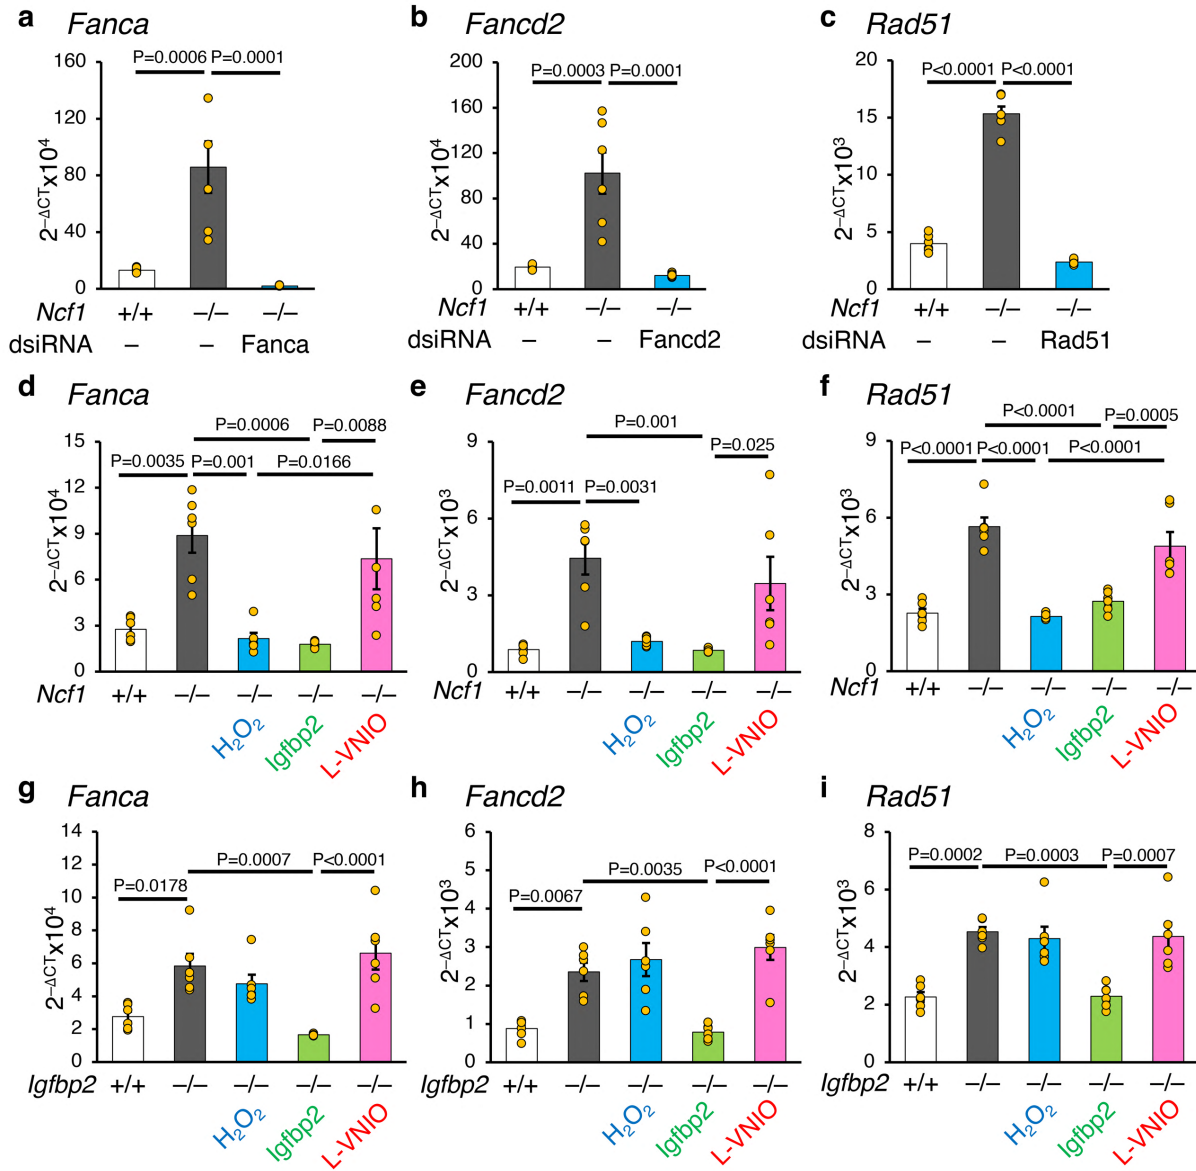 a Fanca
P=0.0006 P=0.0001
160
120
80
40
0
2⁻ΔCTx10⁴
Ncf1 +/+ –/– –/–
dsiRNA – – Fanca
b Fancd2
P=0.0003 P=0.0001
200
160
120
80
40
0
2⁻ΔCTx10⁴
Ncf1 +/+ –/– –/–
dsiRNA – – Fancd2
c Rad51
P<0.0001 P<0.0001
20
15
10
5
0
2⁻ΔCTx10³
Ncf1 +/+ –/– –/–
dsiRNA – – Rad51
d Fanca
P=0.0006 P=0.0088
P=0.0035 P=0.001 P=0.0166
15
12
9
6
3
0
2⁻ΔCTx10⁴
Ncf1 +/+ –/– –/– –/– –/–
H₂O₂ Igfbp2 L-VNIO
e Fancd2
P=0.001
P=0.025
P=0.0011 P=0.0031
9
6
3
0
2⁻ΔCTx10³
Ncf1 +/+ –/– –/– –/– –/–
H₂O₂ Igfbp2 L-VNIO
f Rad51
P<0.0001 P=0.0005
P<0.0001 P<0.0001 P<0.0001
9
6
3
0
2⁻ΔCTx10³
Ncf1 +/+ –/– –/– –/– –/–
H₂O₂ Igfbp2 L-VNIO
g Fanca
P=0.0007 P<0.0001
P=0.0178
14
12
10
8
6
4
2
0
2⁻ΔCTx10⁴
Igfbp2 +/+ –/– –/– –/– –/–
H₂O₂ Igfbp2 L-VNIO
h Fancd2
P=0.0035 P<0.0001
P=0.0067
6
5
4
3
2
1
0
2⁻ΔCTx10³
Igfbp2 +/+ –/– –/– –/– –/–
H₂O₂ Igfbp2 L-VNIO
i Rad51
P=0.0002 P=0.0003 P=0.0007
8
6
4
2
0
2⁻ΔCTx10³
Igfbp2 +/+ –/– –/– –/– –/–
H₂O₂ Igfbp2 L-VNIO